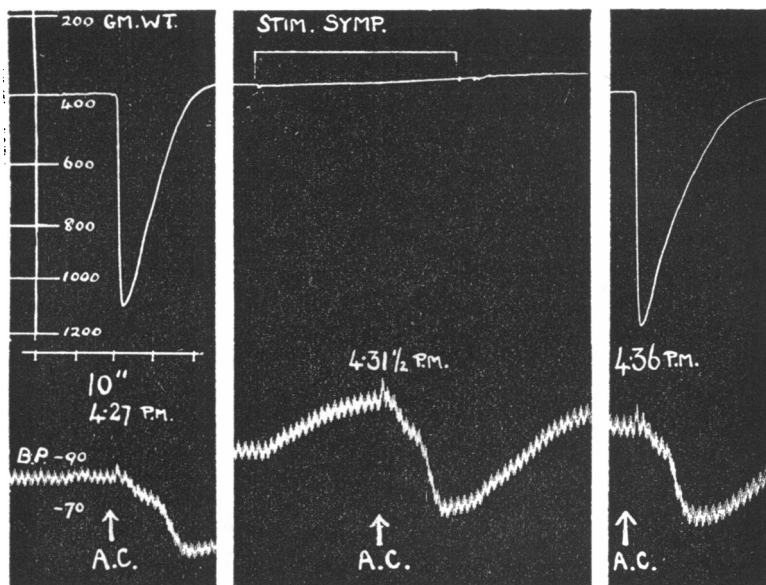 200 GM.WT.
400
600
800
1000
1200
10"
4·27 P.M.
B.P. -90
-70
A.C.
STIM. SYMP.
4·31½ P.M.
A.C.
4·36 P.M.
A.C.